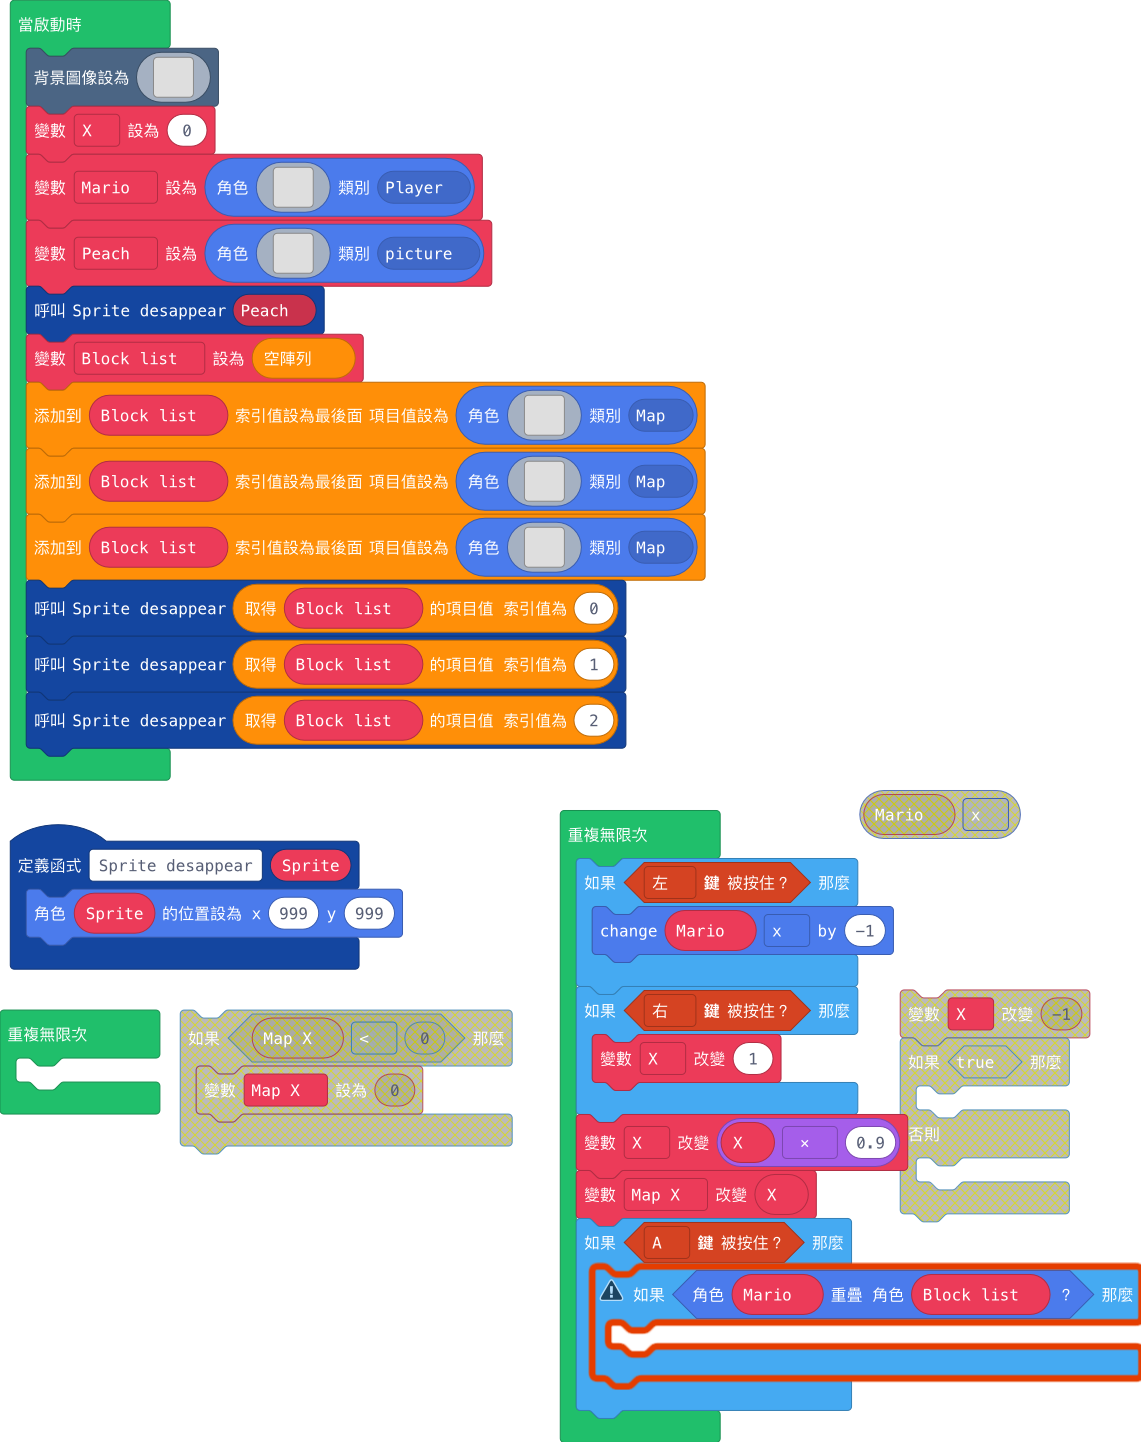 當啟動時
背景圖像設為
變數 X 設為 0
變數 Mario 設為 角色 類別 Player
變數 Peach 設為 角色 類別 picture
呼叫 Sprite desappear Peach
變數 Block list 設為 空陣列
添加到 Block list 索引值設為最後面 項目值設為 角色 類別 Map
添加到 Block list 索引值設為最後面 項目值設為 角色 類別 Map
添加到 Block list 索引值設為最後面 項目值設為 角色 類別 Map
呼叫 Sprite desappear 取得 Block list 的項目值 索引值為 0
呼叫 Sprite desappear 取得 Block list 的項目值 索引值為 1
呼叫 Sprite desappear 取得 Block list 的項目值 索引值為 2
定義函式 Sprite desappear Sprite
角色 Sprite 的位置設為 x 999 y 999
重複無限次
如果 Map X < 0 那麼
變數 Map X 設為 0
重複無限次
如果 左 鍵 被按住？ 那麼
change Mario x by -1
如果 右 鍵 被按住？ 那麼
變數 X 改變 1
變數 X 改變 X × 0.9
變數 Map X 改變 X
如果 A 鍵 被按住？ 那麼
如果 角色 Mario 重疊 角色 Block list ? 那麼
Mario x
變數 X 改變 -1
如果 true 那麼
否則